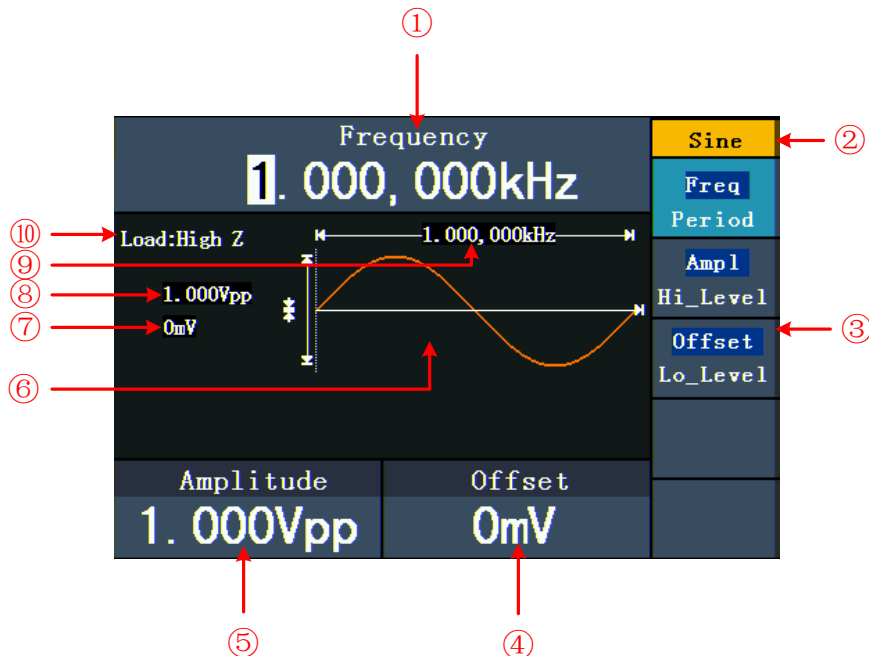 ①
Frequency
1.000,000kHz
Sine
②
Freq
Period
⑩
Load:High Z
1.000,000kHz
⑨
Ampl
Hi_Level
⑧
1.000Vpp
⑦
0mV
③
Offset
Lo_Level
⑥
Amplitude
Offset
1.000Vpp
0mV
⑤
④